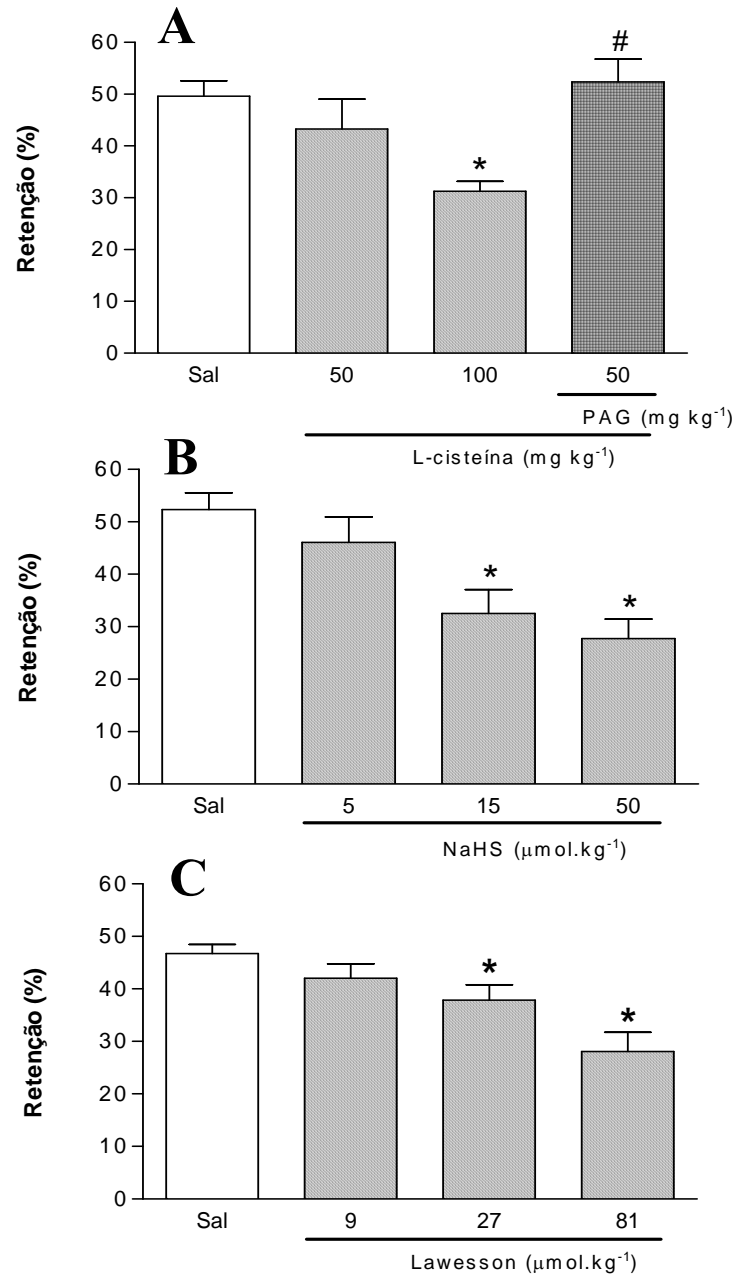 A
60
50
40
30
20
10
0
Retenção (%)
*
#
Sal 50 100 50
PAG (mg kg⁻¹)
L-cisteína (mg kg⁻¹)
B
60
50
40
30
20
10
0
Retenção (%)
* *
Sal 5 15 50
NaHS (μmol.kg⁻¹)
C
60
50
40
30
20
10
0
Retenção (%)
* *
Sal 9 27 81
Lawesson (μmol.kg⁻¹)